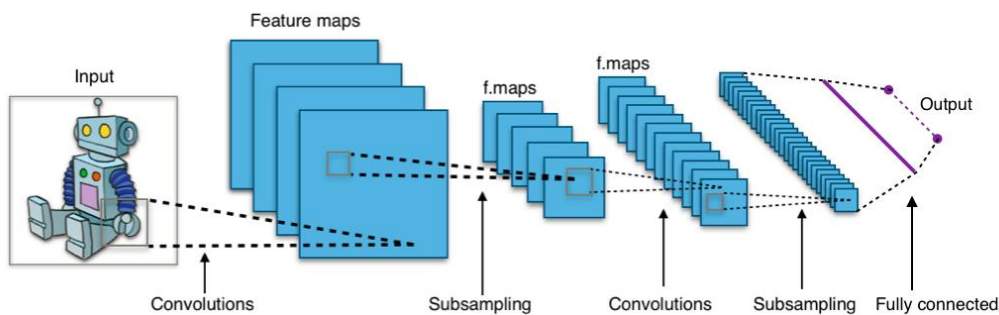 Feature maps
Input
f.maps
f.maps
Output
Convolutions
Subsampling
Convolutions
Subsampling
Fully connected